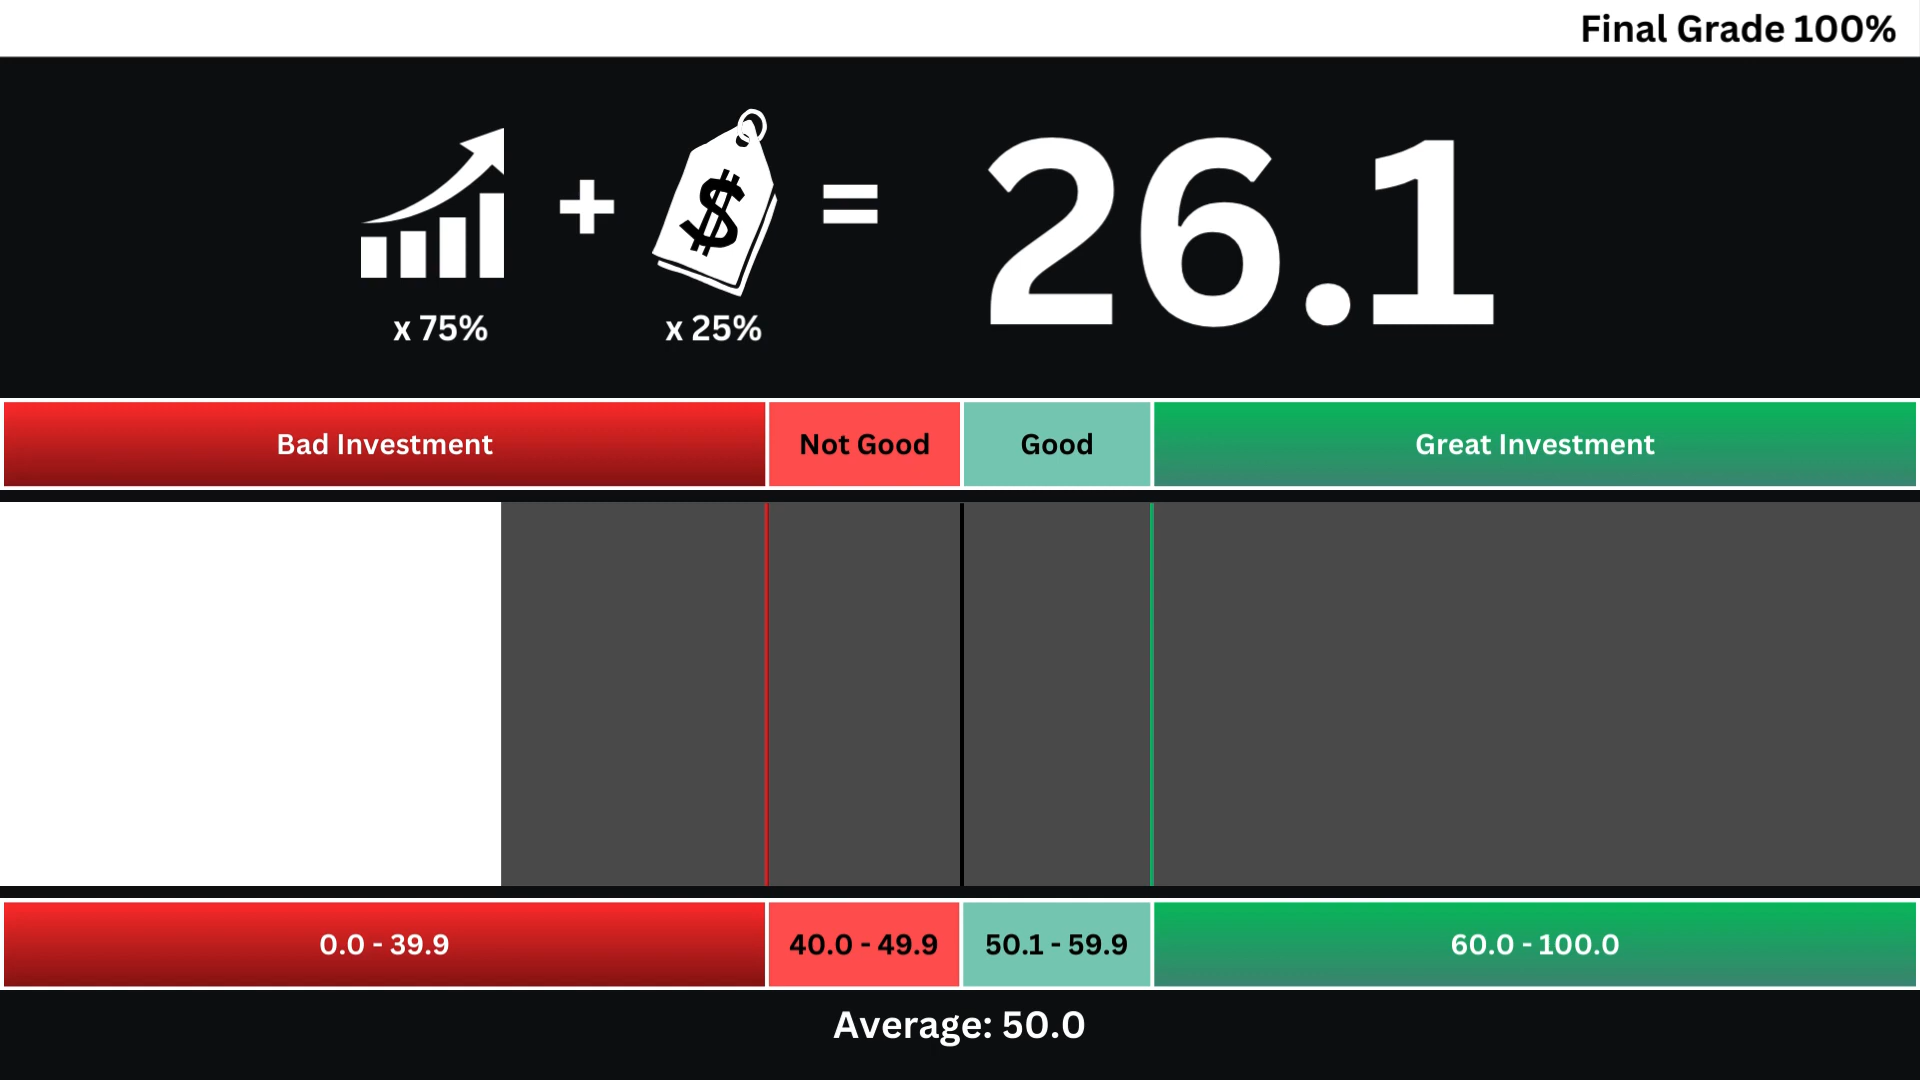 Final Grade 100%
+ $ = 26.1
x 75% x 25%
Bad Investment Not Good Good Great Investment
0.0 - 39.9 40.0 - 49.9 50.1 - 59.9 60.0 - 100.0
Average: 50.0